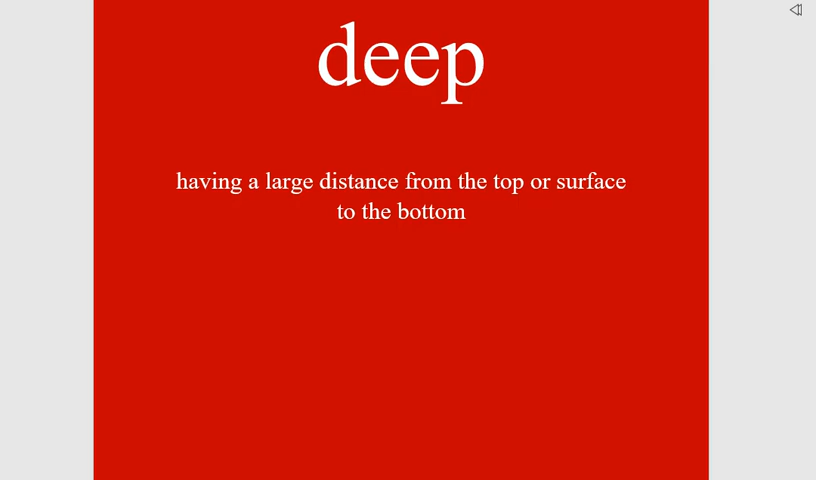 deep
having a large distance from the top or surface
to the bottom